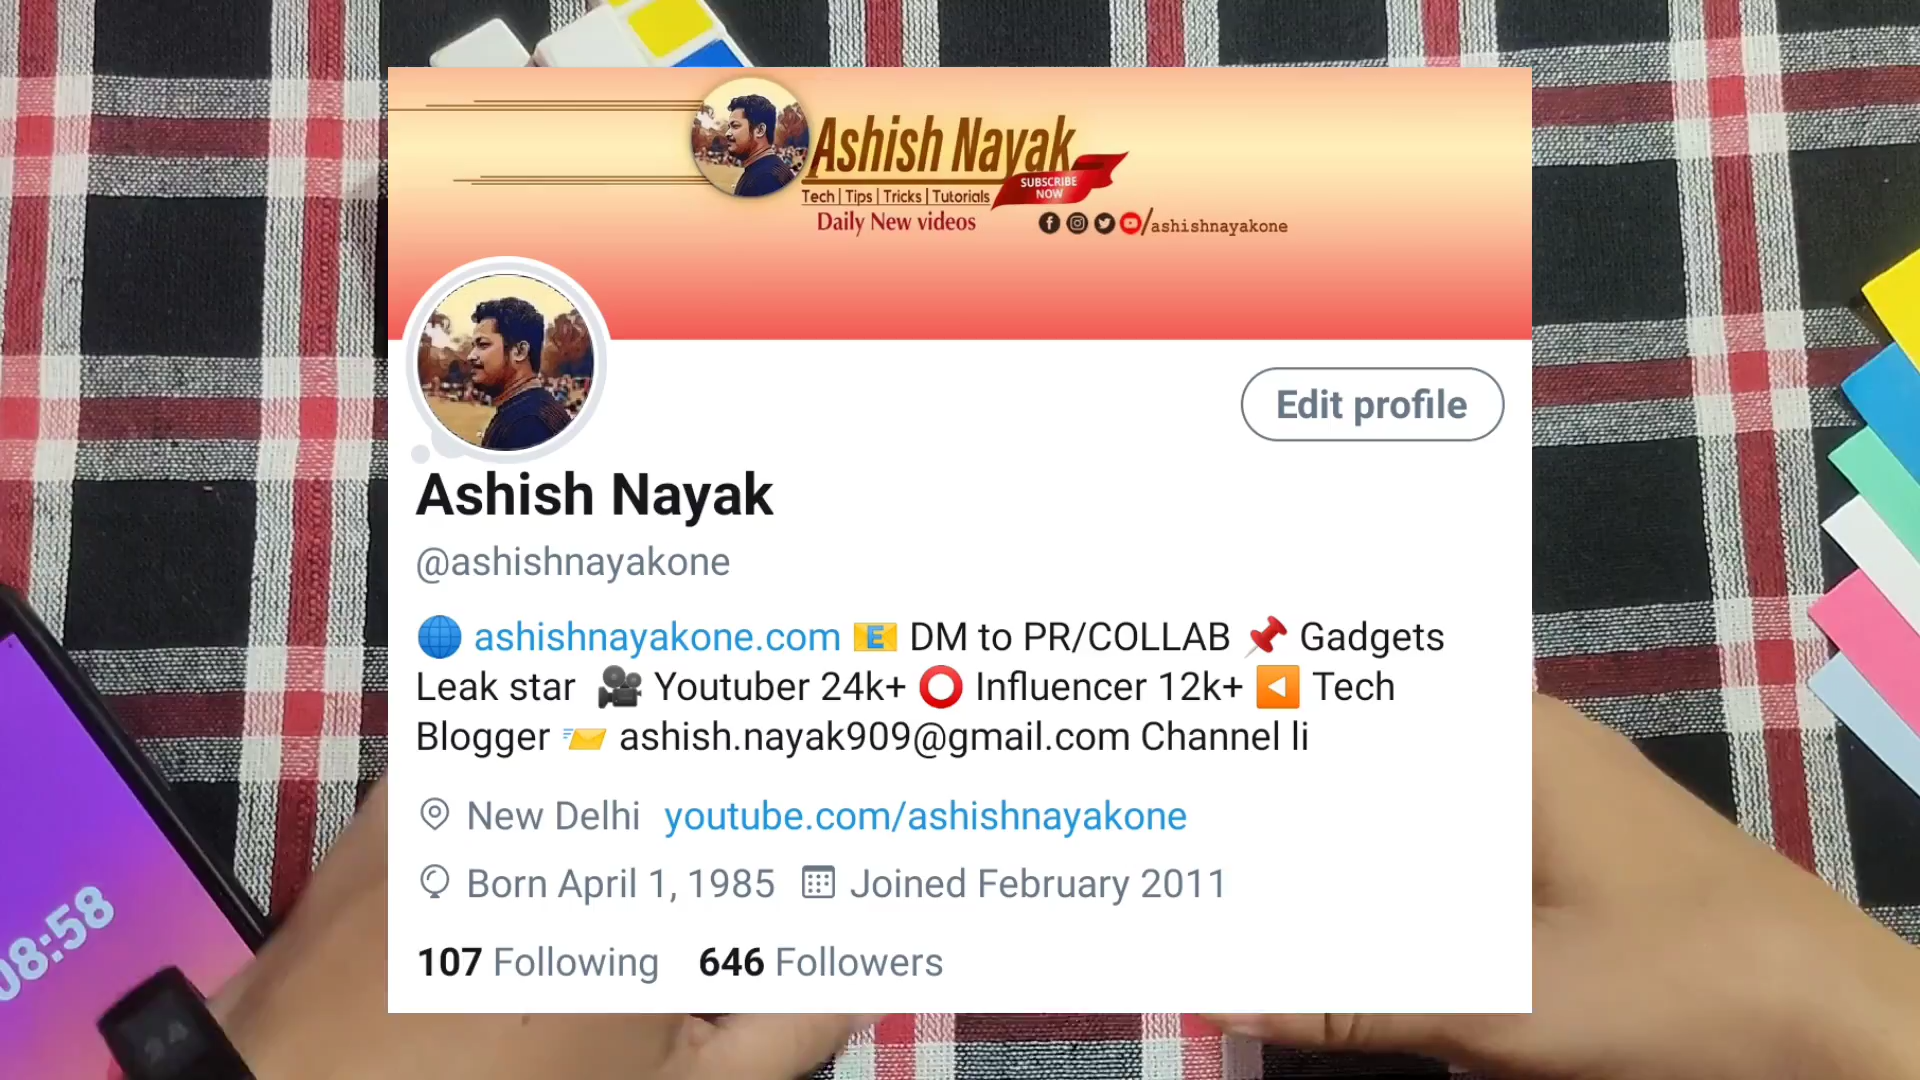 Ashish Nayak
SUBSCRIBE
NOW
Tech | Tips | Tricks | Tutorials
Daily New videos
/ashishnayakone
Edit profile
Ashish Nayak
@ashishnayakone
🌐 ashishnayakone.com 📧 DM to PR/COLLAB 📌 Gadgets
Leak star 🎥 Youtuber 24k+ ⭕ Influencer 12k+ ◀️ Tech
Blogger 📨 ashish.nayak909@gmail.com Channel li
New Delhi youtube.com/ashishnayakone
Born April 1, 1985 Joined February 2011
107 Following 646 Followers
08:58